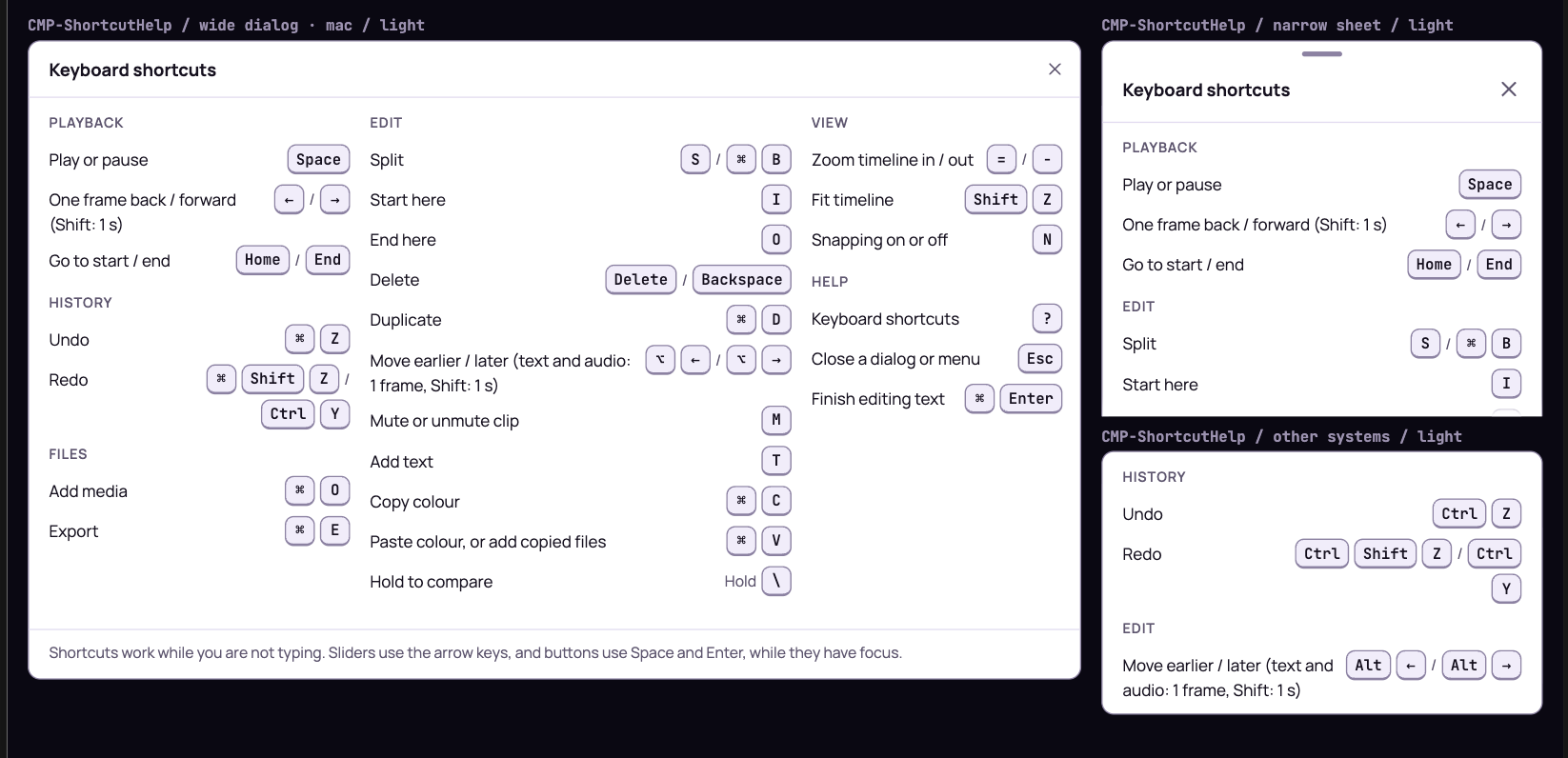 CMP-ShortcutHelp / wide dialog · mac / light
Keyboard shortcuts
PLAYBACK
Play or pause Space
One frame back / forward ← / →
(Shift: 1 s)
Go to start / end Home / End
HISTORY
Undo ⌘ Z
Redo ⌘ Shift Z /
Ctrl Y
FILES
Add media ⌘ O
Export ⌘ E
EDIT
Split S / ⌘ B
Start here I
End here O
Delete Delete / Backspace
Duplicate ⌘ D
Move earlier / later (text and audio: ⌥ ← / ⌥ →
1 frame, Shift: 1 s)
Mute or unmute clip M
Add text T
Copy colour ⌘ C
Paste colour, or add copied files ⌘ V
Hold to compare Hold \
VIEW
Zoom timeline in / out = / -
Fit timeline Shift Z
Snapping on or off N
HELP
Keyboard shortcuts ?
Close a dialog or menu Esc
Finish editing text ⌘ Enter
Shortcuts work while you are not typing. Sliders use the arrow keys, and buttons use Space and Enter, while they have focus.
CMP-ShortcutHelp / narrow sheet / light
Keyboard shortcuts
PLAYBACK
Play or pause Space
One frame back / forward (Shift: 1 s) ← / →
Go to start / end Home / End
EDIT
Split S / ⌘ B
Start here I
CMP-ShortcutHelp / other systems / light
HISTORY
Undo Ctrl Z
Redo Ctrl Shift Z / Ctrl
Y
EDIT
Move earlier / later (text and Alt ← / Alt →
audio: 1 frame, Shift: 1 s)